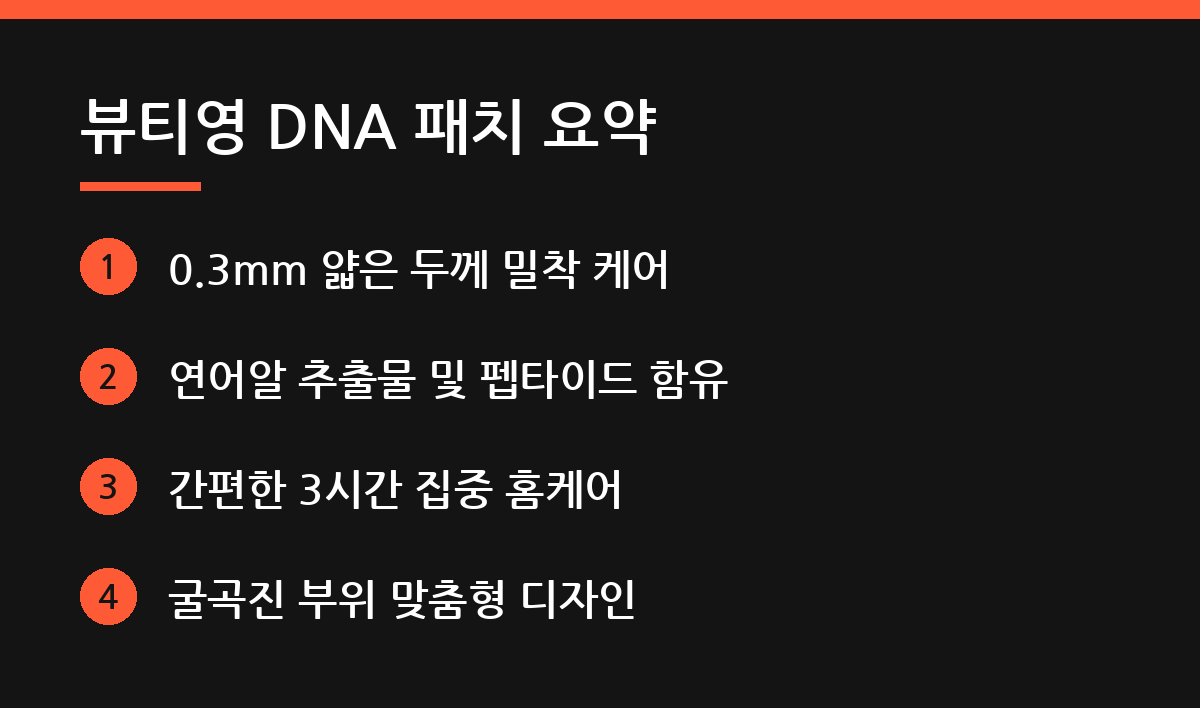 뷰티영 DNA 패치 요약
1 0.3mm 얇은 두께 밀착 케어
2 연어알 추출물 및 펩타이드 함유
3 간편한 3시간 집중 홈케어
4 굴곡진 부위 맞춤형 디자인